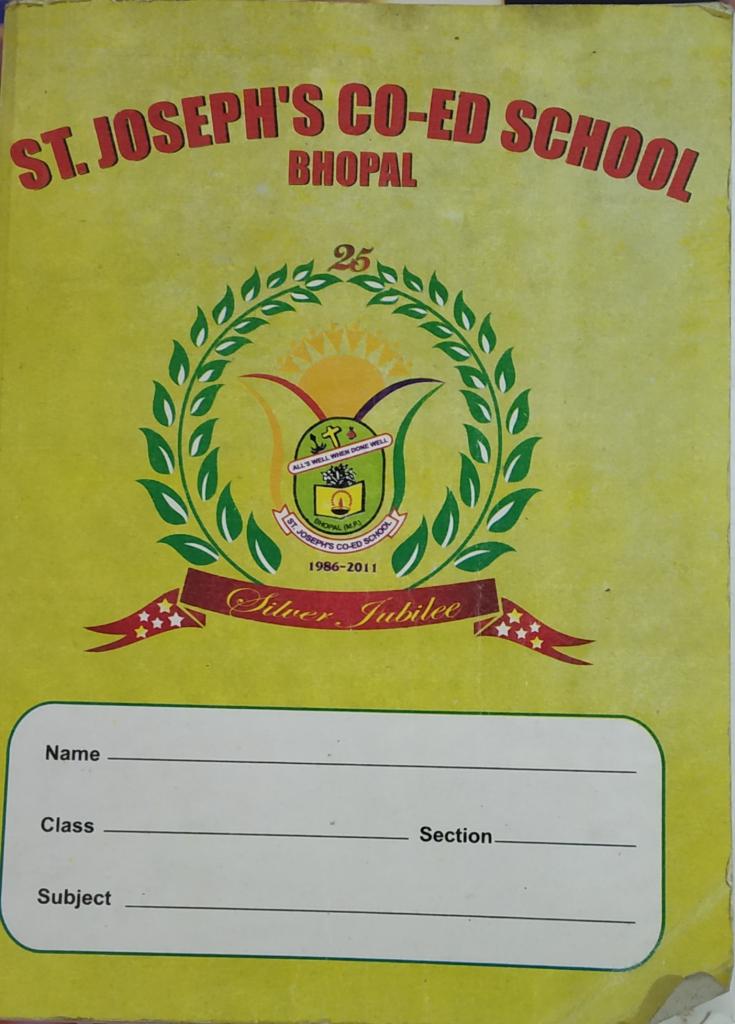 ST. JOSEPH'S CO-ED SCHOOL
BHOPAL
25
ALL'S WELL WHEN DONE WELL
BHOPAL (M.P.)
ST. JOSEPH'S CO-ED SCHOOL
1986-2011
Silver Jubilee
Name
Class Section
Subject